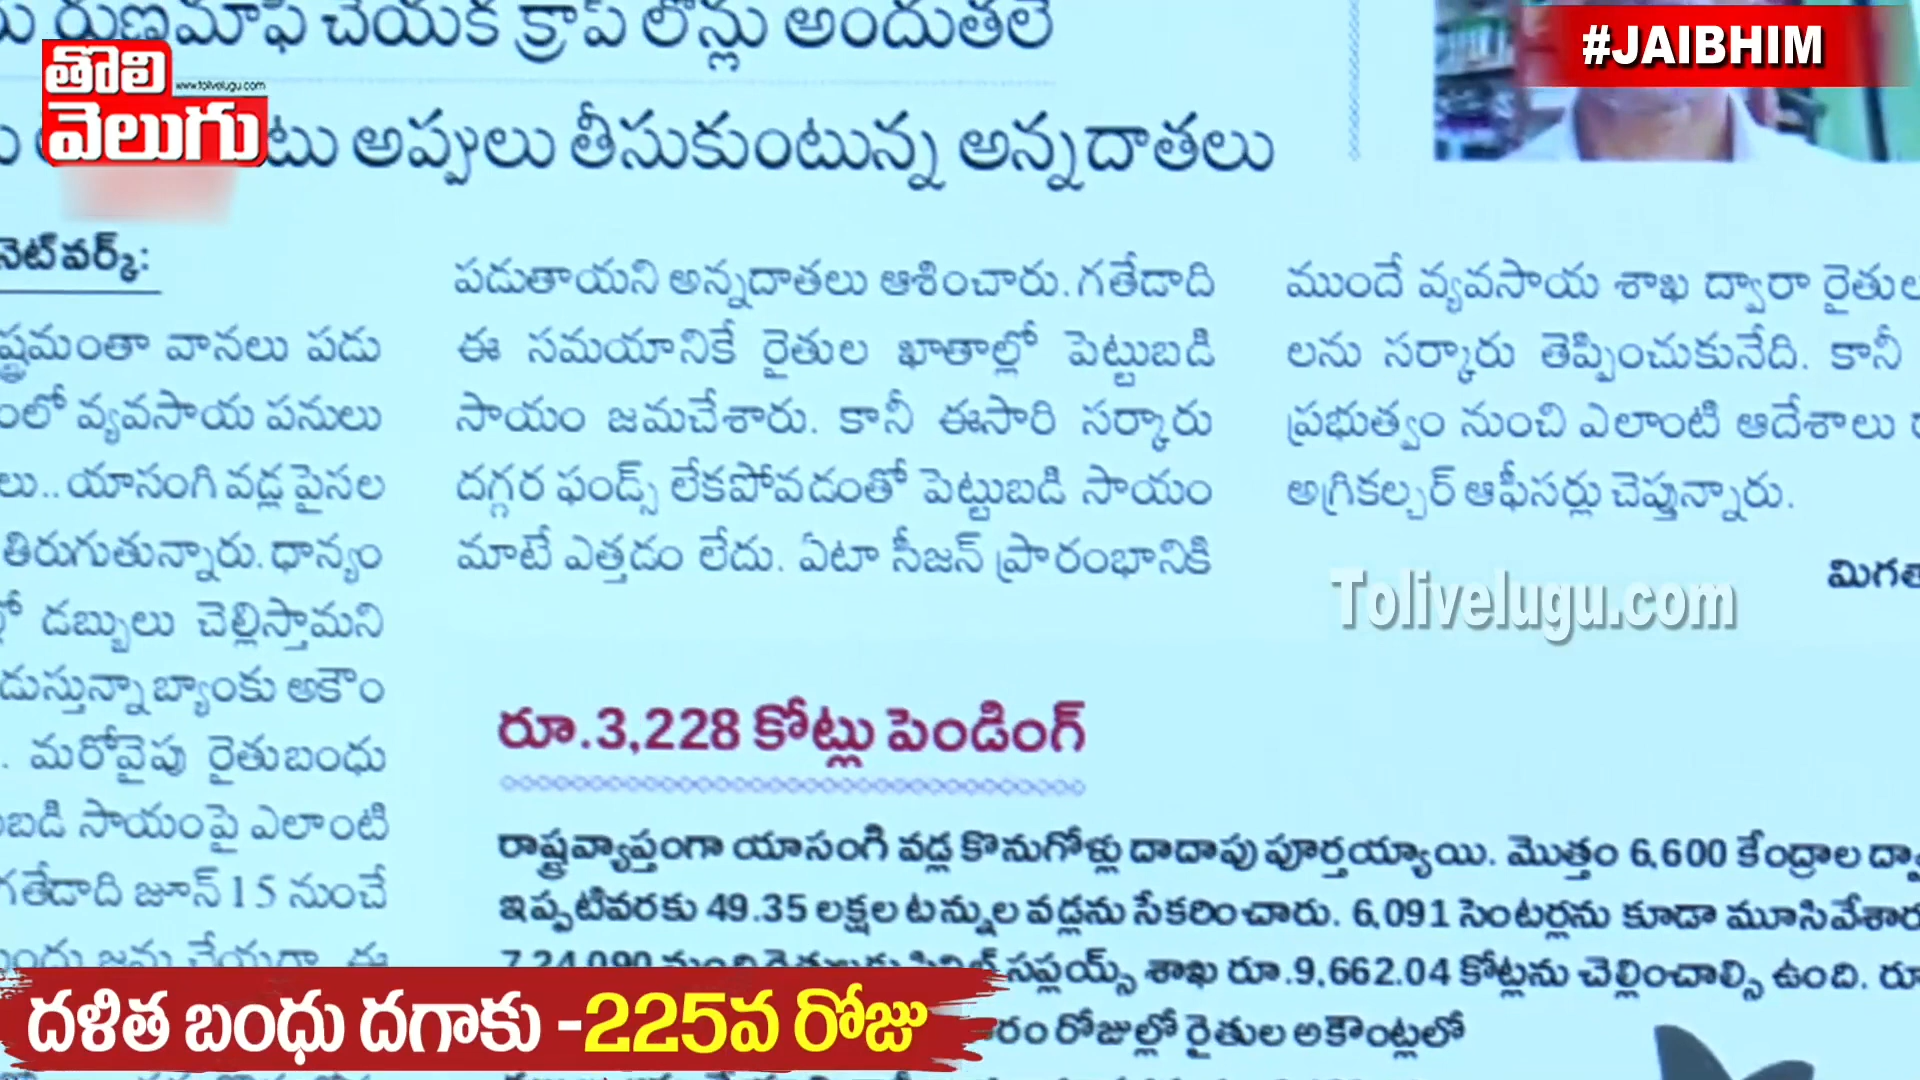 రుణమాఫీ చేయక క్రాప్ లోన్లు అందుతలే
#JAIBHIM
తొలి
వెలుగు
www.tolivelugu.com
అప్పులు తీసుకుంటున్న అన్నదాతలు
నెట్‌వర్క్:
వానలు పడు
వ్యవసాయ పనులు
యాసంగి వడ్ల పైసల
తిరుగుతున్నారు. ధాన్యం
డబ్బులు చెల్లిస్తామని
బ్యాంకు అకౌం
. మరోవైపు రైతుబంధు
సాయంపై ఎలాంటి
గతేడాది జూన్ 15 నుంచే
పడుతాయని అన్నదాతలు ఆశించారు. గతేడాది
ఈ సమయానికే రైతుల ఖాతాల్లో పెట్టుబడి
సాయం జమచేశారు. కానీ ఈసారి సర్కారు
దగ్గర ఫండ్స్ లేకపోవడంతో పెట్టుబడి సాయం
మాటే ఎత్తడం లేదు. ఏటా సీజన్ ప్రారంభానికి
ముందే వ్యవసాయ శాఖ ద్వారా రైతుల
లను సర్కారు తెప్పించుకునేది. కానీ
ప్రభుత్వం నుంచి ఎలాంటి ఆదేశాలు
అగ్రికల్చర్ ఆఫీసర్లు చెప్తున్నారు.
Tolivelugu.com
రూ.3,228 కోట్లు పెండింగ్
రాష్ట్రవ్యాప్తంగా యాసంగి వడ్ల కొనుగోళ్లు దాదాపు పూర్తయ్యాయి. మొత్తం 6,600 కేంద్రాల
ఇప్పటివరకు 49.35 లక్షల టన్నుల వడ్లను సేకరించారు. 6,091 సెంటర్లను కూడా
సప్లయ్స్ శాఖ రూ.9,662.04 కోట్లను చెల్లించాల్సి ఉంది.
రోజుల్లో రైతుల అకౌంట్లలో
దళిత బంధు దగాకు -225వ రోజు